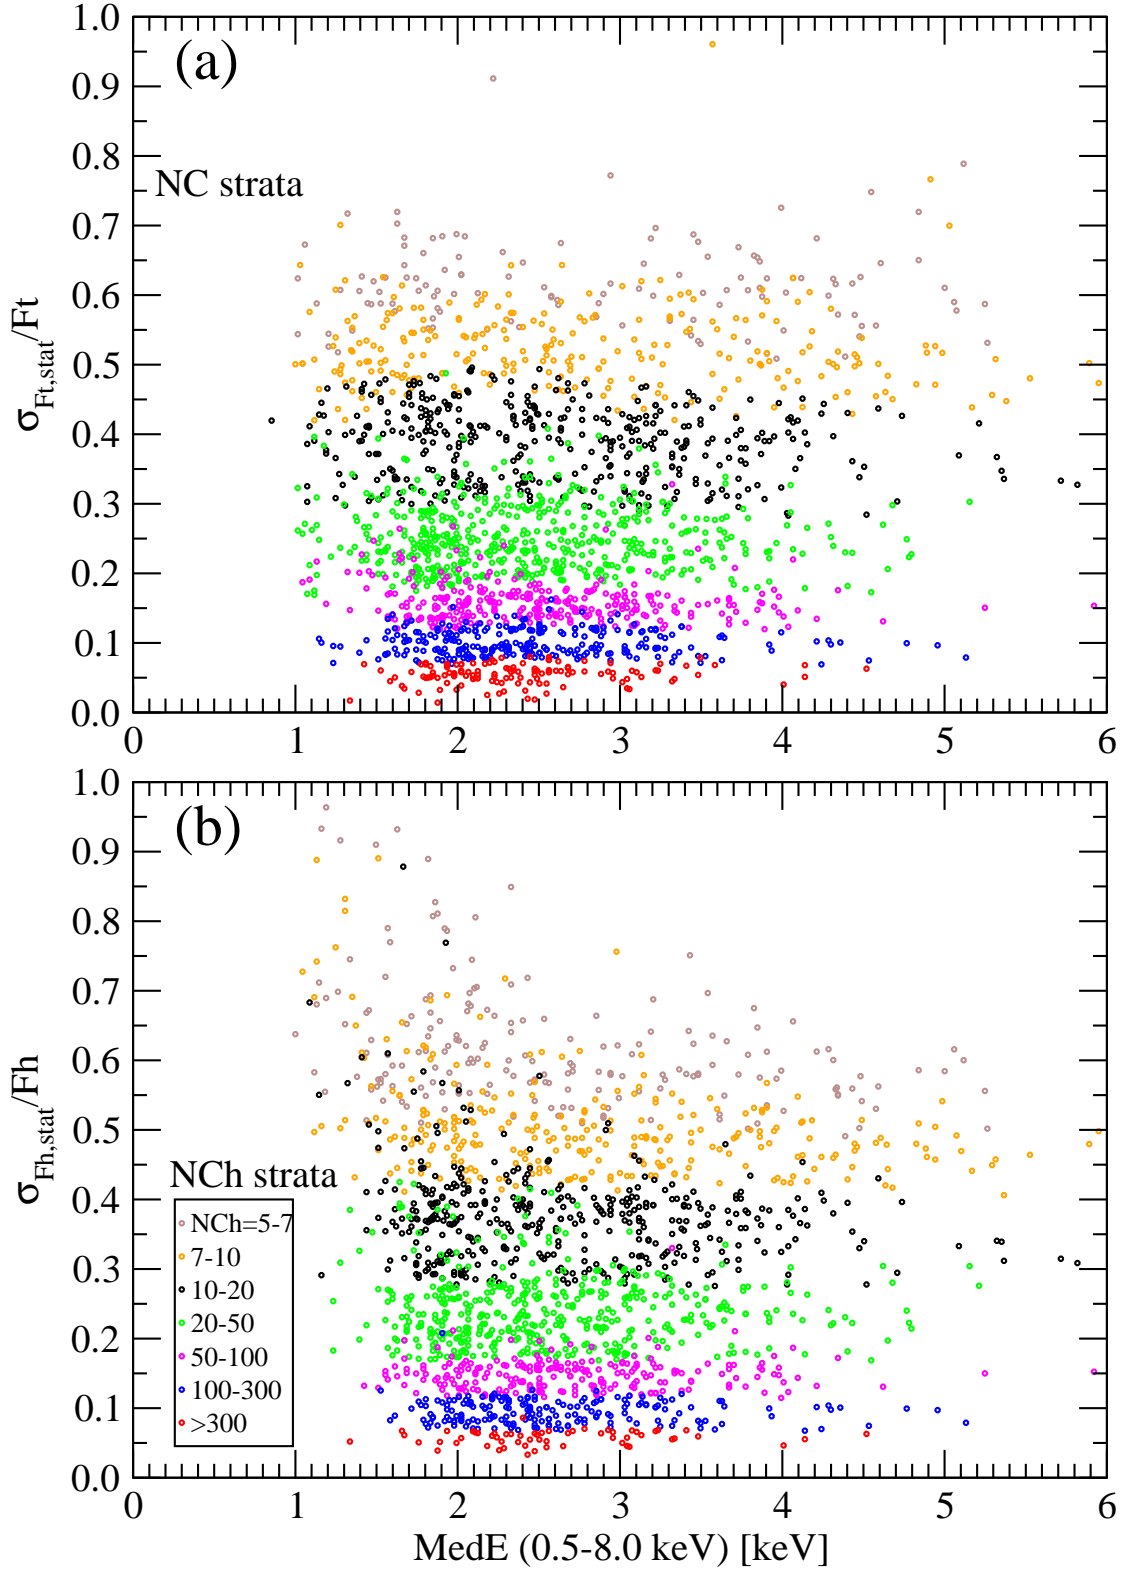 1.0
(a)
0.9
0.8
NC strata
0.7
0.6
0.5
0.4
0.3
0.2
0.1
0.0
σFt,stat/Ft
0 1 2 3 4 5 6
1.0
(b)
0.9
0.8
0.7
0.6
0.5
0.4
0.3
0.2
0.1
0.0
σFh,stat/Fh
NCh strata
NCh=5-7
7-10
10-20
20-50
50-100
100-300
>300
0 1 2 3 4 5 6
MedE (0.5-8.0 keV) [keV]